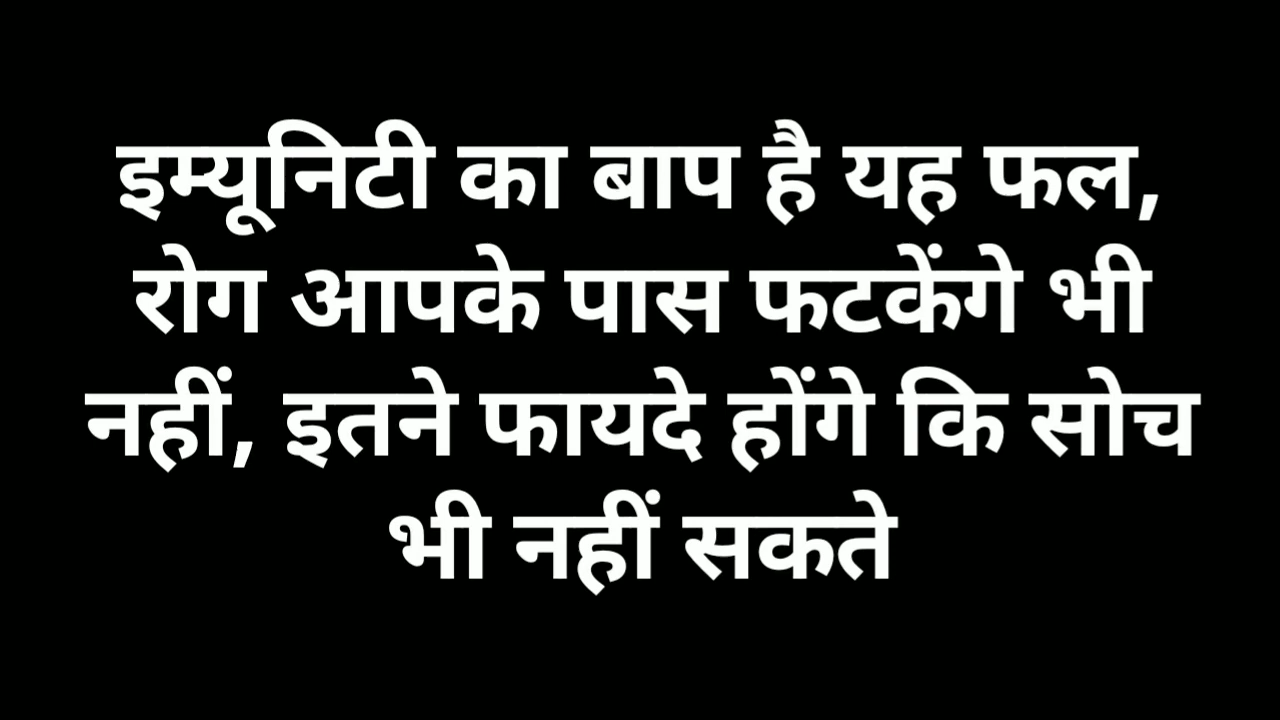 इम्यूनिटी का बाप है यह फल,
रोग आपके पास फटकेंगे भी
नहीं, इतने फायदे होंगे कि सोच
भी नहीं सकते